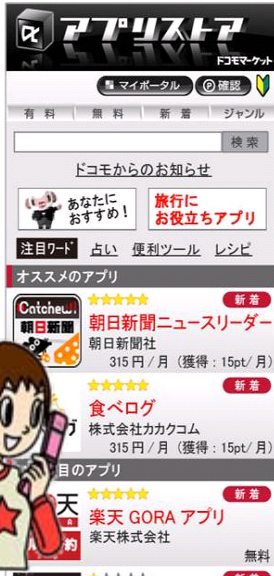 アプリストア
ドコモマーケット
マイポータル
P 確認
有料 無料 新着 ジャンル
検索
ドコモからのお知らせ
あなたに
おすすめ!
旅行に
お役立ちアプリ
注目ワード 占い 便利ツール レシピ
オススメのアプリ
Catchew!
朝日新聞
新着
朝日新聞ニュースリーダー
朝日新聞社
315円/月(獲得:15pt/月)
新着
食べログ
株式会社カカクコム
315円/月(獲得:15pt/月)
目のアプリ
天
約
新着
楽天 GORA アプリ
楽天株式会社
無料